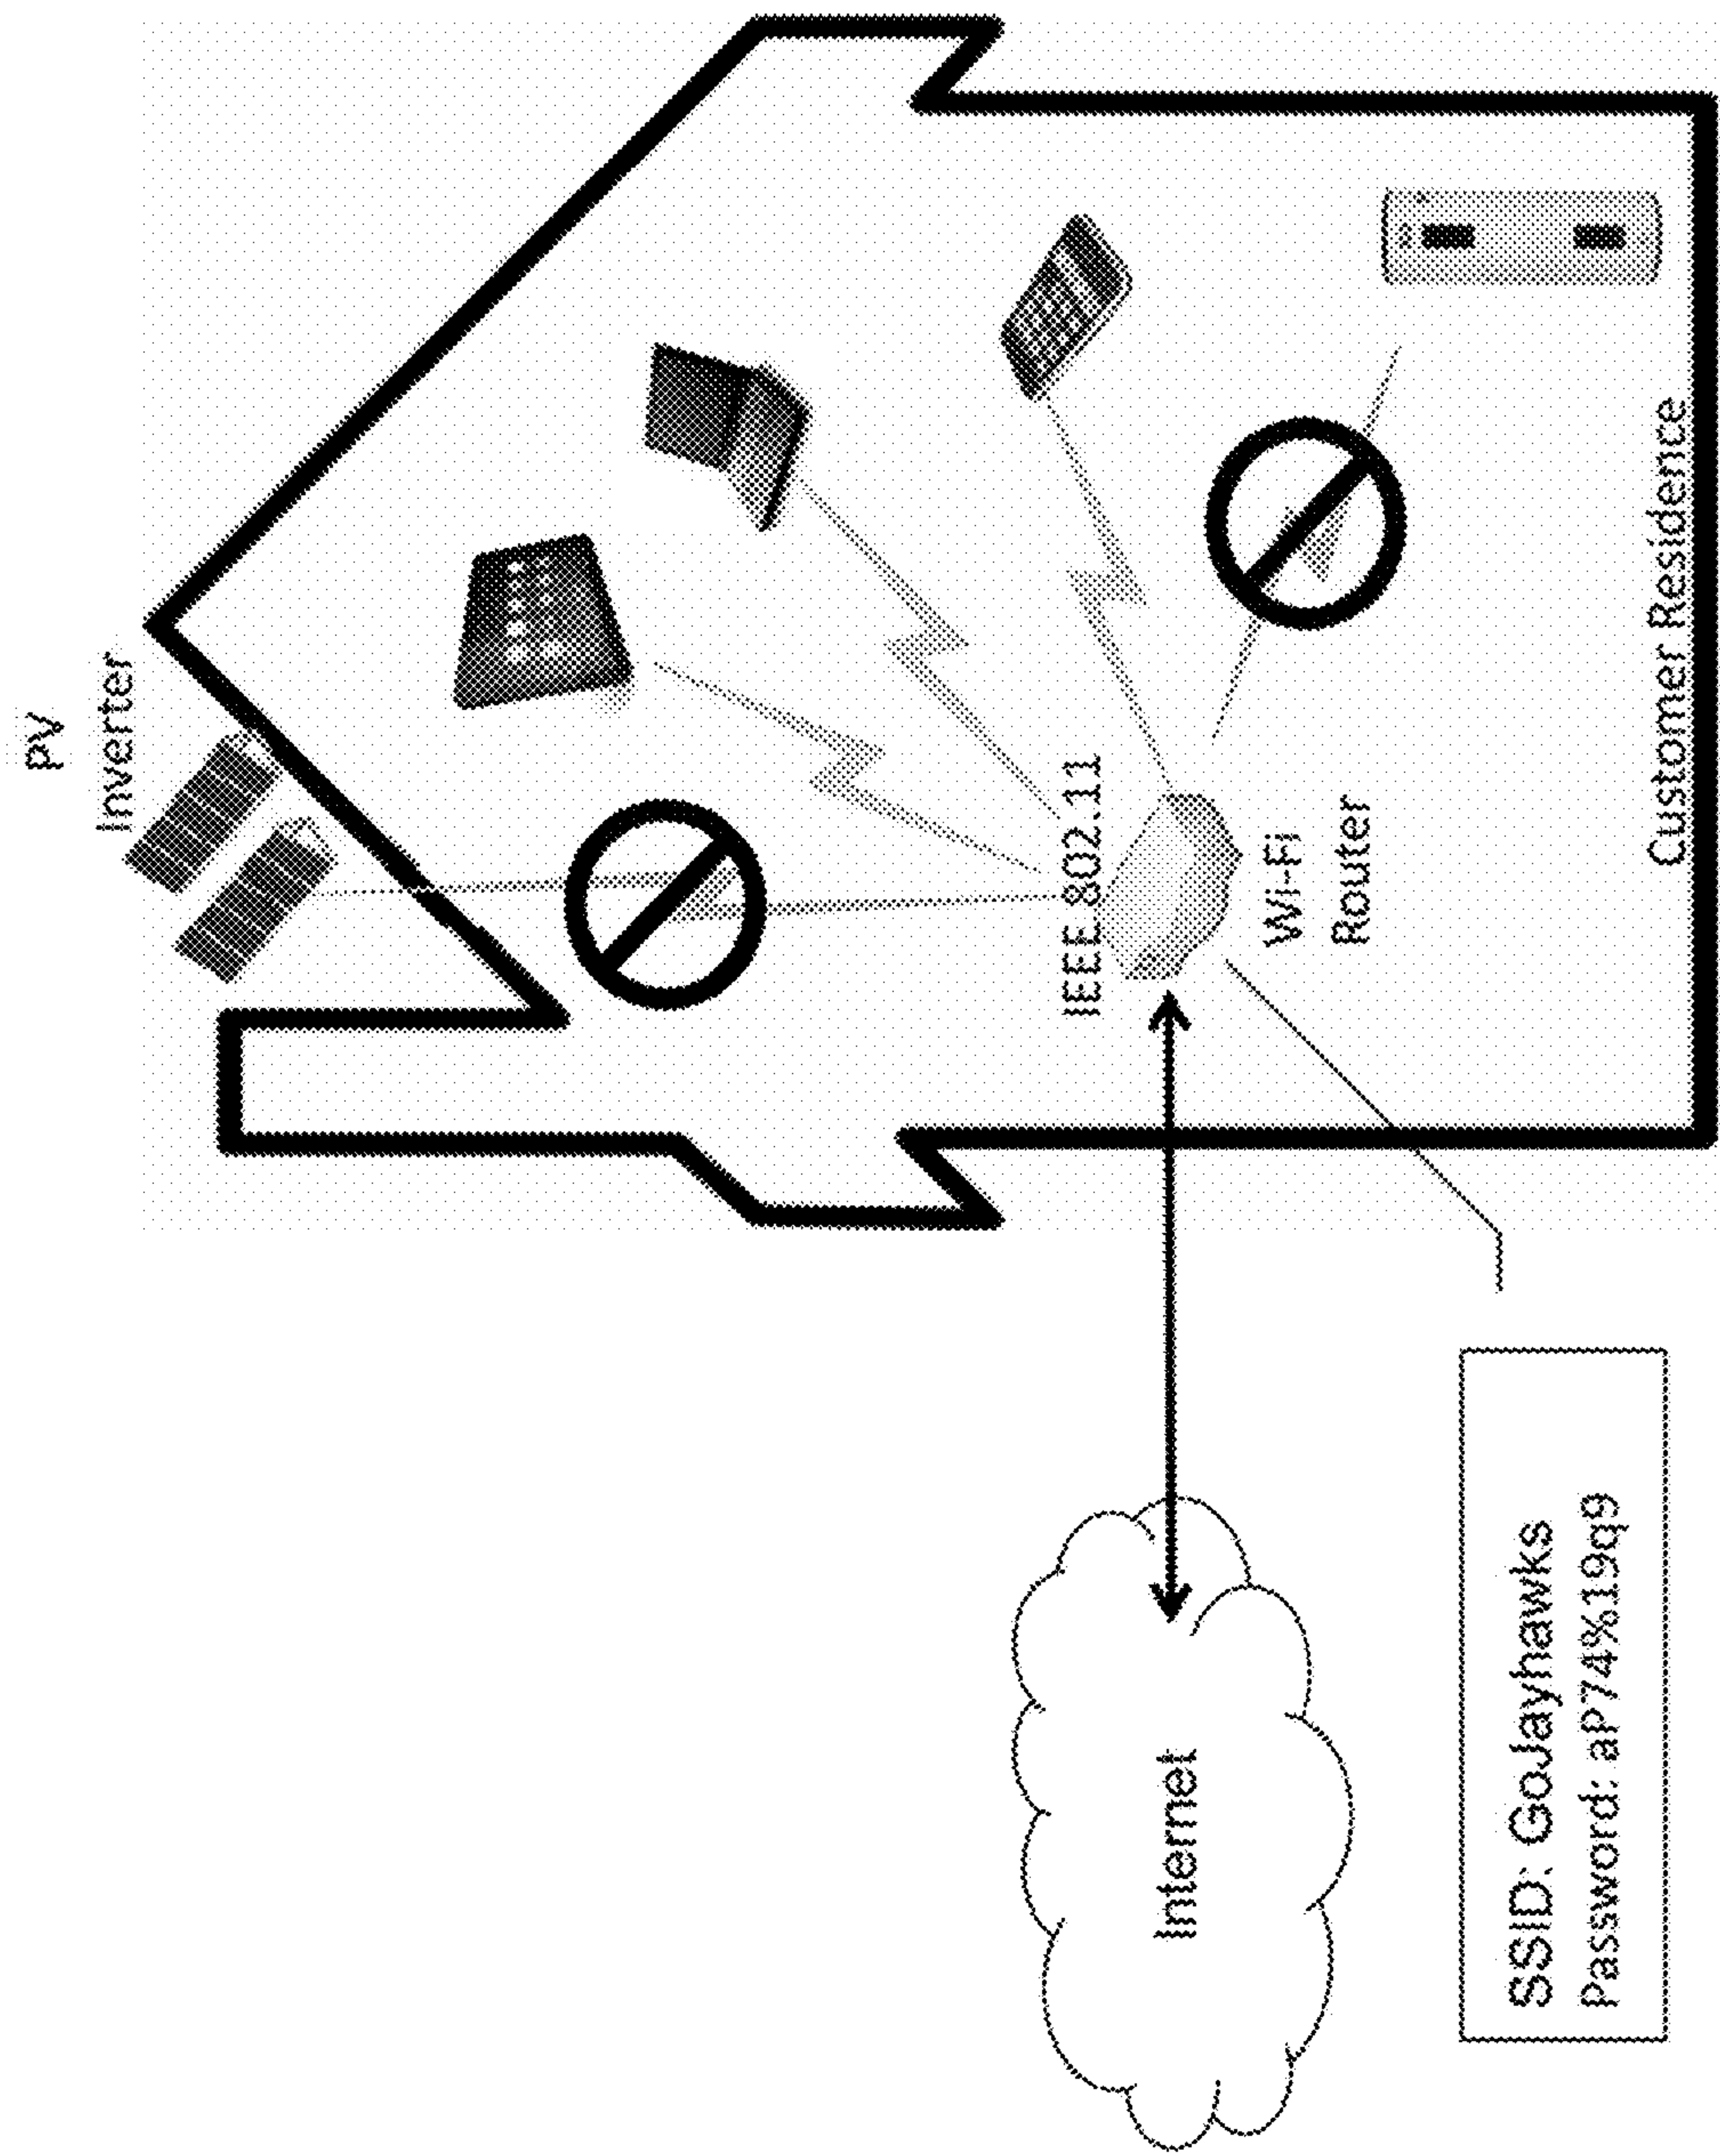 PV
Inverter
IEEE 802.11
Wi-Fi
Router
Customer Residence
Internet
SSID: GoJayhawks
Password: aP74%19q9